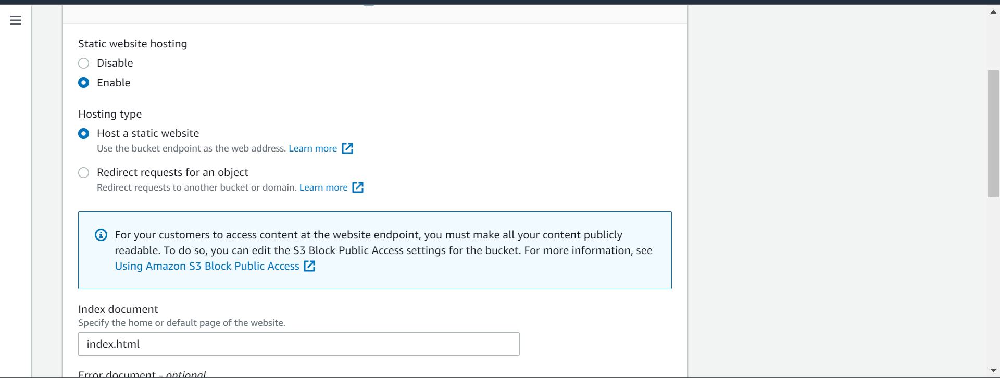 Static website hosting
Disable
Enable
Hosting type
Host a static website
Use the bucket endpoint as the web address. Learn more
Redirect requests for an object
Redirect requests to another bucket or domain. Learn more
For your customers to access content at the website endpoint, you must make all your content publicly
readable. To do so, you can edit the S3 Block Public Access settings for the bucket. For more information, see
Using Amazon S3 Block Public Access
Index document
Specify the home or default page of the website.
index.html
Error document - optional